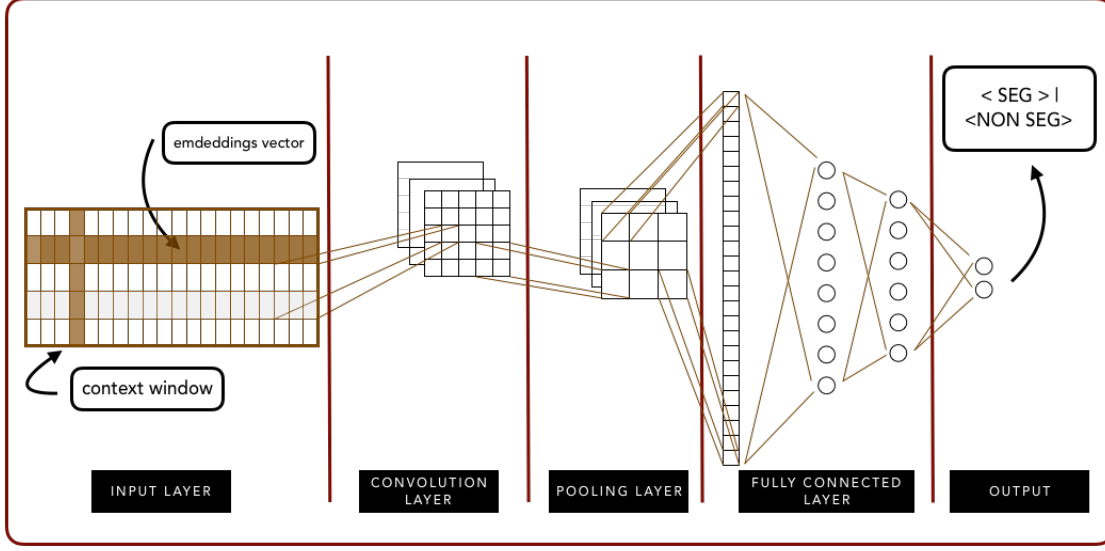 < SEG > |
<NON SEG>
emdeddings vector
context window
INPUT LAYER
CONVOLUTION
LAYER
POOLING LAYER
FULLY CONNECTED
LAYER
OUTPUT